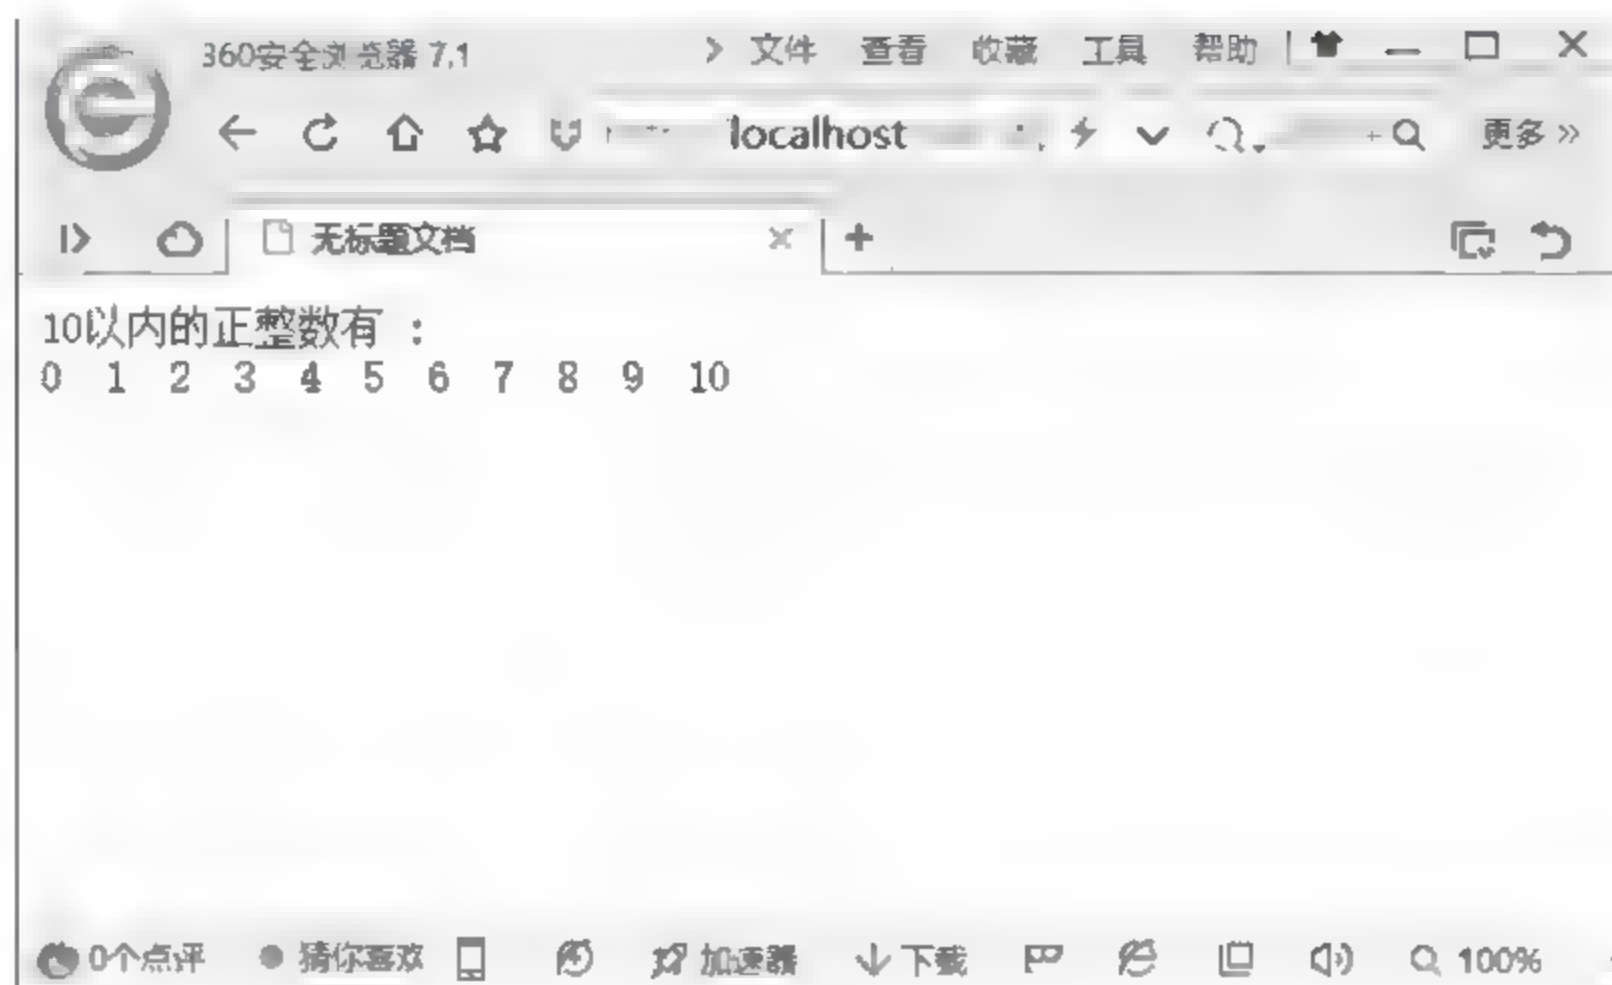 360安全浏览器 7.1
文件 查看 收藏 工具 帮助
localhost
更多 »
无标题文档
10以内的正整数有 :
0 1 2 3 4 5 6 7 8 9 10
0个点评 猜你喜欢 加速器 下载 100%